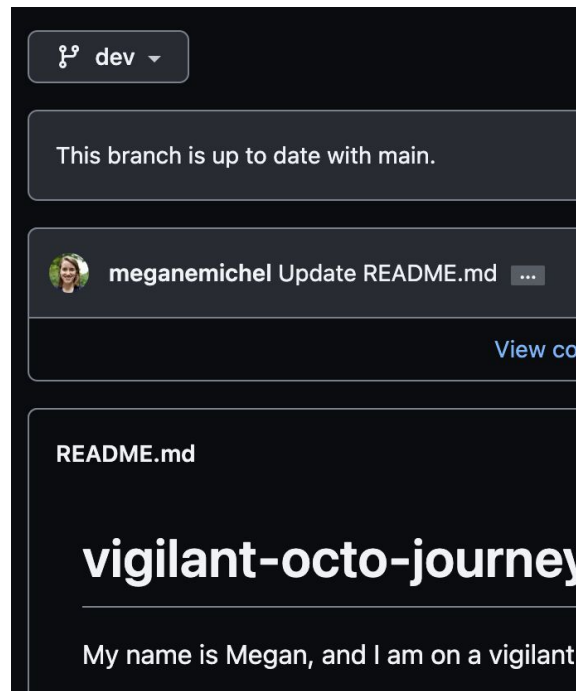 dev
This branch is up to date with main.
meganemichel Update README.md ...
View co
README.md
vigilant-octo-journey
My name is Megan, and I am on a vigilant